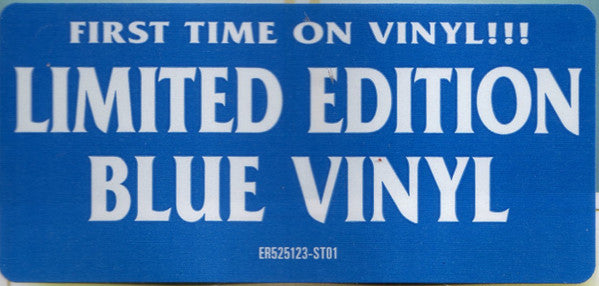 FIRST TIME ON VINYL!!!
LIMITED EDITION
BLUE VINYL
ER525123-ST01